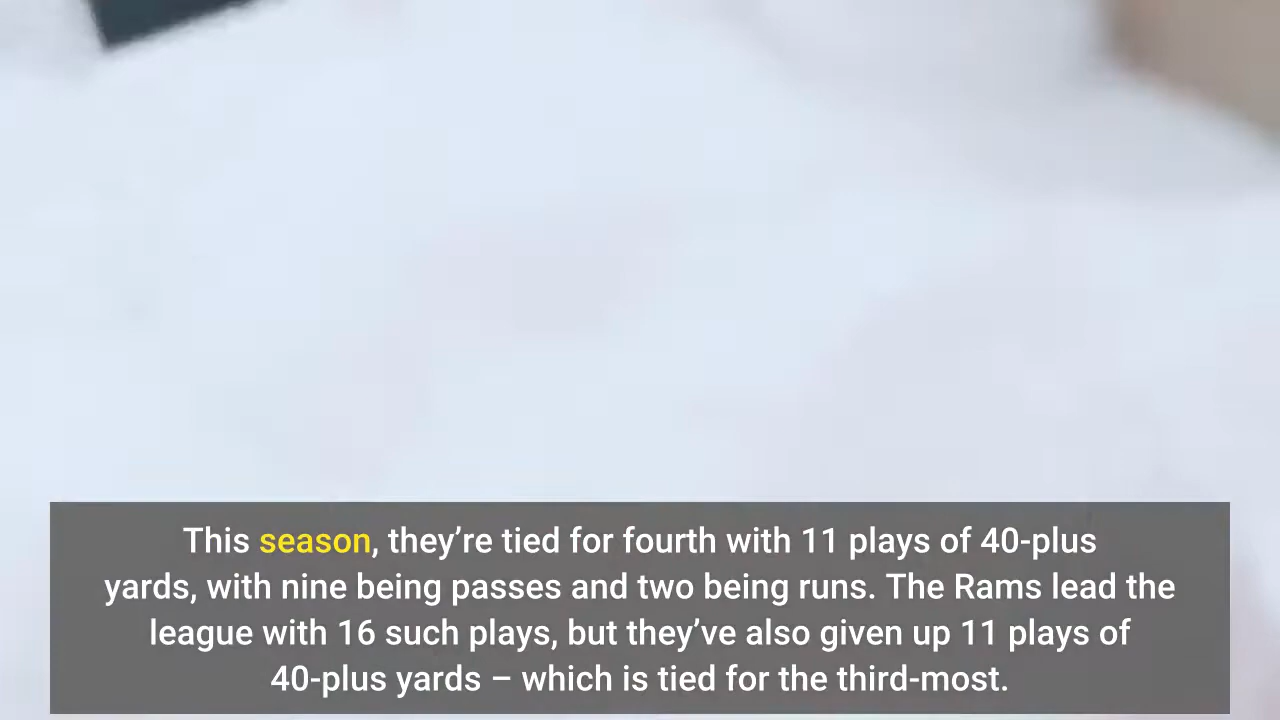 This season, they’re tied for fourth with 11 plays of 40-plus
yards, with nine being passes and two being runs. The Rams lead the
league with 16 such plays, but they’ve also given up 11 plays of
40-plus yards – which is tied for the third-most.